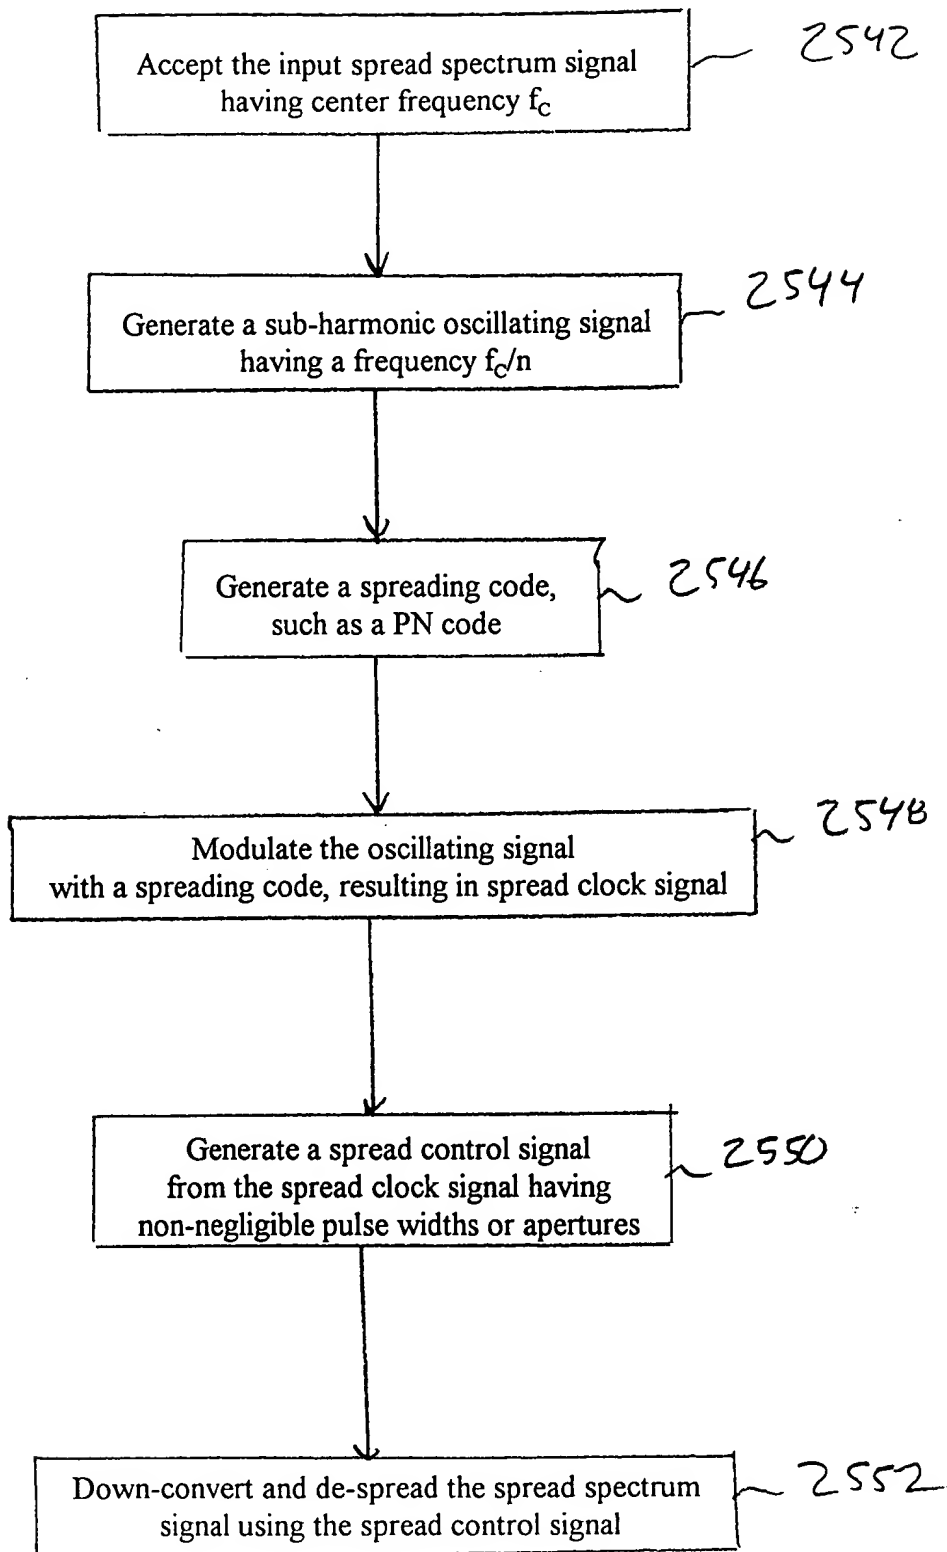 Accept the input spread spectrum signal
having center frequency fC
2542
Generate a sub-harmonic oscillating signal
having a frequency fC/n
2544
Generate a spreading code,
such as a PN code
2546
Modulate the oscillating signal
with a spreading code, resulting in spread clock signal
2548
Generate a spread control signal
from the spread clock signal having
non-negligible pulse widths or apertures
2550
Down-convert and de-spread the spread spectrum
signal using the spread control signal
2552